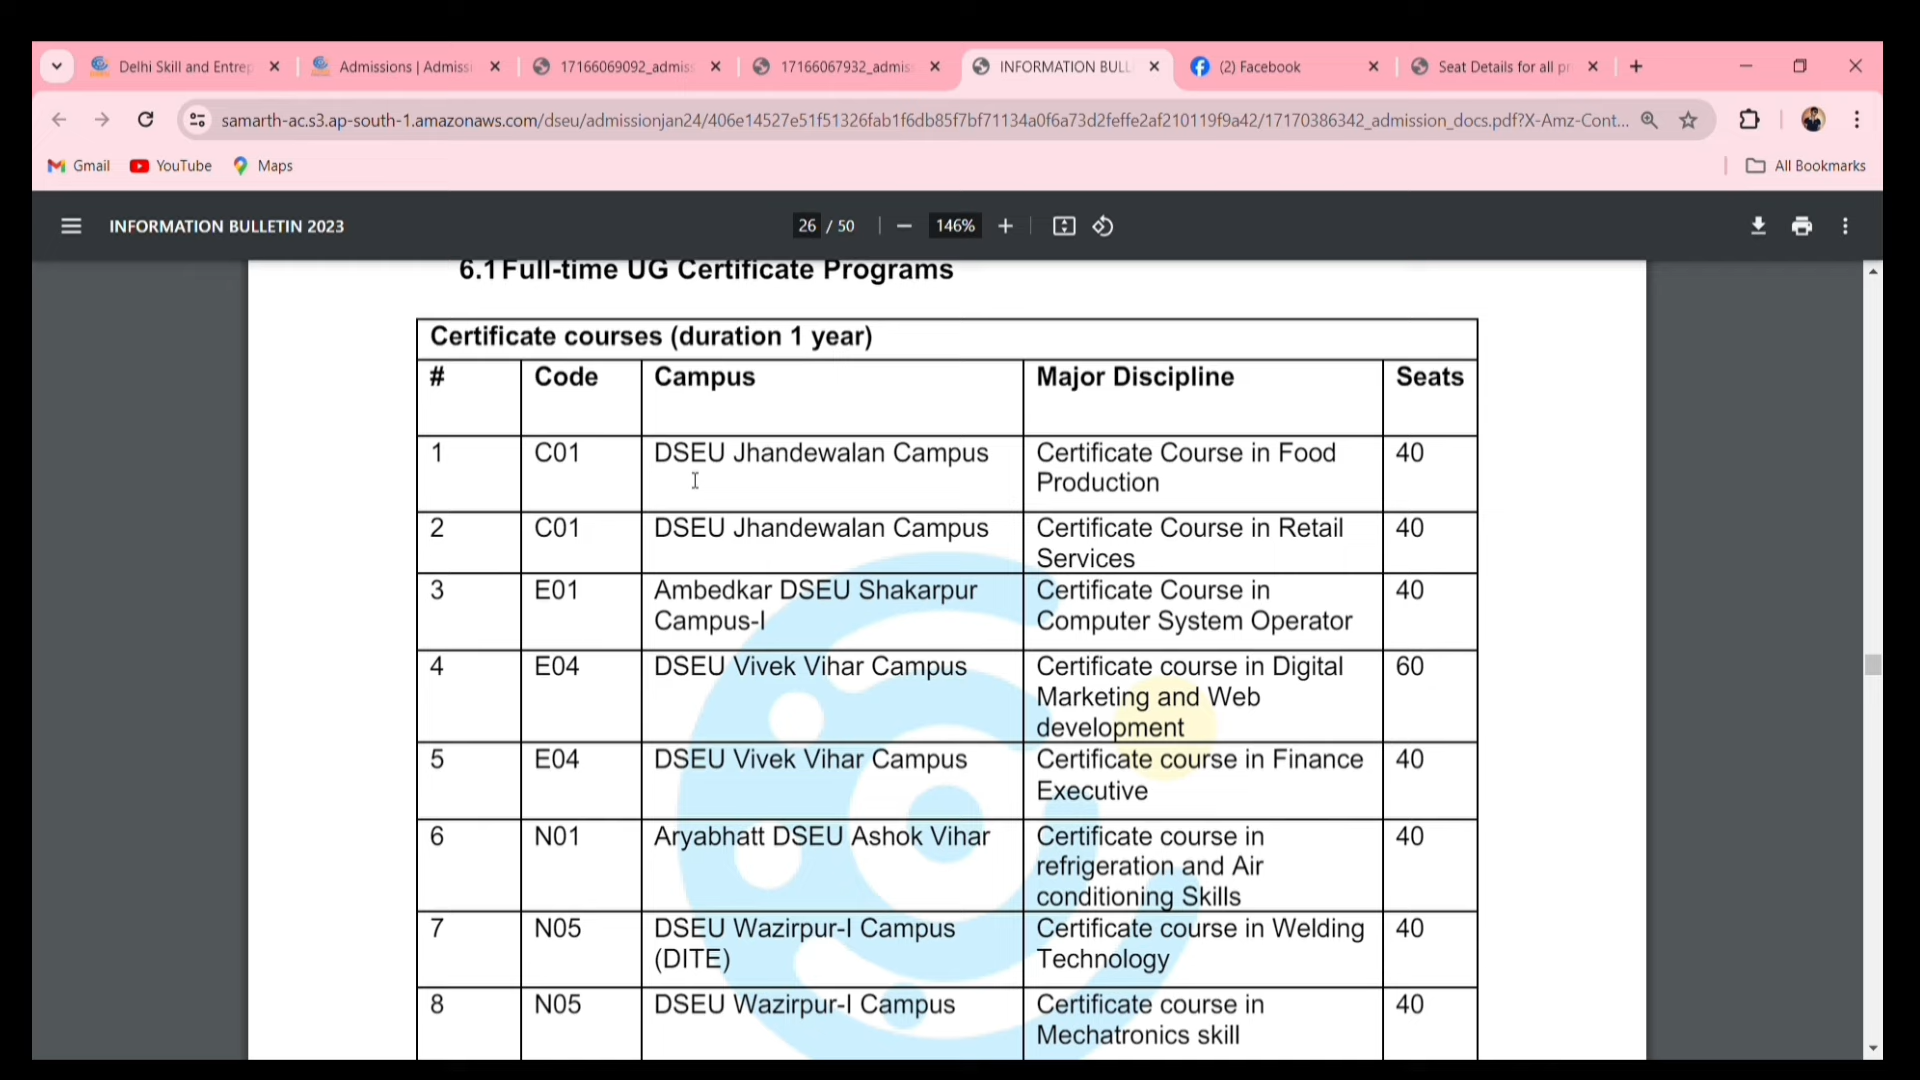 Delhi Skill and Entrep
Admissions | Admissi
17166069092_admis
17166067932_admis
INFORMATION BULL
(2) Facebook
Seat Details for all pr
samarth-ac.s3.ap-south-1.amazonaws.com/dseu/admissionjan24/406e14527e51f51326fab1f6db85f7bf71134a0f6a73d2feffe2af210119f9a42/17170386342_admission_docs.pdf?X-Amz-Cont...
Gmail
YouTube
Maps
All Bookmarks
INFORMATION BULLETIN 2023
26 / 50
146%
6.1 Full-time UG Certificate Programs
Certificate courses (duration 1 year)
# Code Campus Major Discipline Seats
1 C01 DSEU Jhandewalan Campus Certificate Course in Food 40
Production
2 C01 DSEU Jhandewalan Campus Certificate Course in Retail 40
Services
3 E01 Ambedkar DSEU Shakarpur Certificate Course in 40
Campus-I Computer System Operator
4 E04 DSEU Vivek Vihar Campus Certificate course in Digital 60
Marketing and Web
development
5 E04 DSEU Vivek Vihar Campus Certificate course in Finance 40
Executive
6 N01 Aryabhatt DSEU Ashok Vihar Certificate course in 40
refrigeration and Air
conditioning Skills
7 N05 DSEU Wazirpur-I Campus Certificate course in Welding 40
(DITE) Technology
8 N05 DSEU Wazirpur-I Campus Certificate course in 40
Mechatronics skill